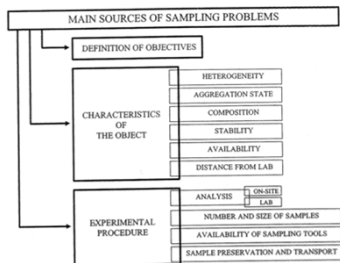 MAIN SOURCES OF SAMPLING PROBLEMS
DEFINITION OF OBJECTIVES
CHARACTERISTICS
OF
THE OBJECT
HETEROGENEITY
AGGREGATION STATE
COMPOSITION
STABILITY
AVAILABILITY
DISTANCE FROM LAB
EXPERIMENTAL
PROCEDURE
ANALYSIS
ON-SITE
LAB
NUMBER AND SIZE OF SAMPLES
AVAILABILITY OF SAMPLING TOOLS
SAMPLE PRESERVATION AND TRANSPORT